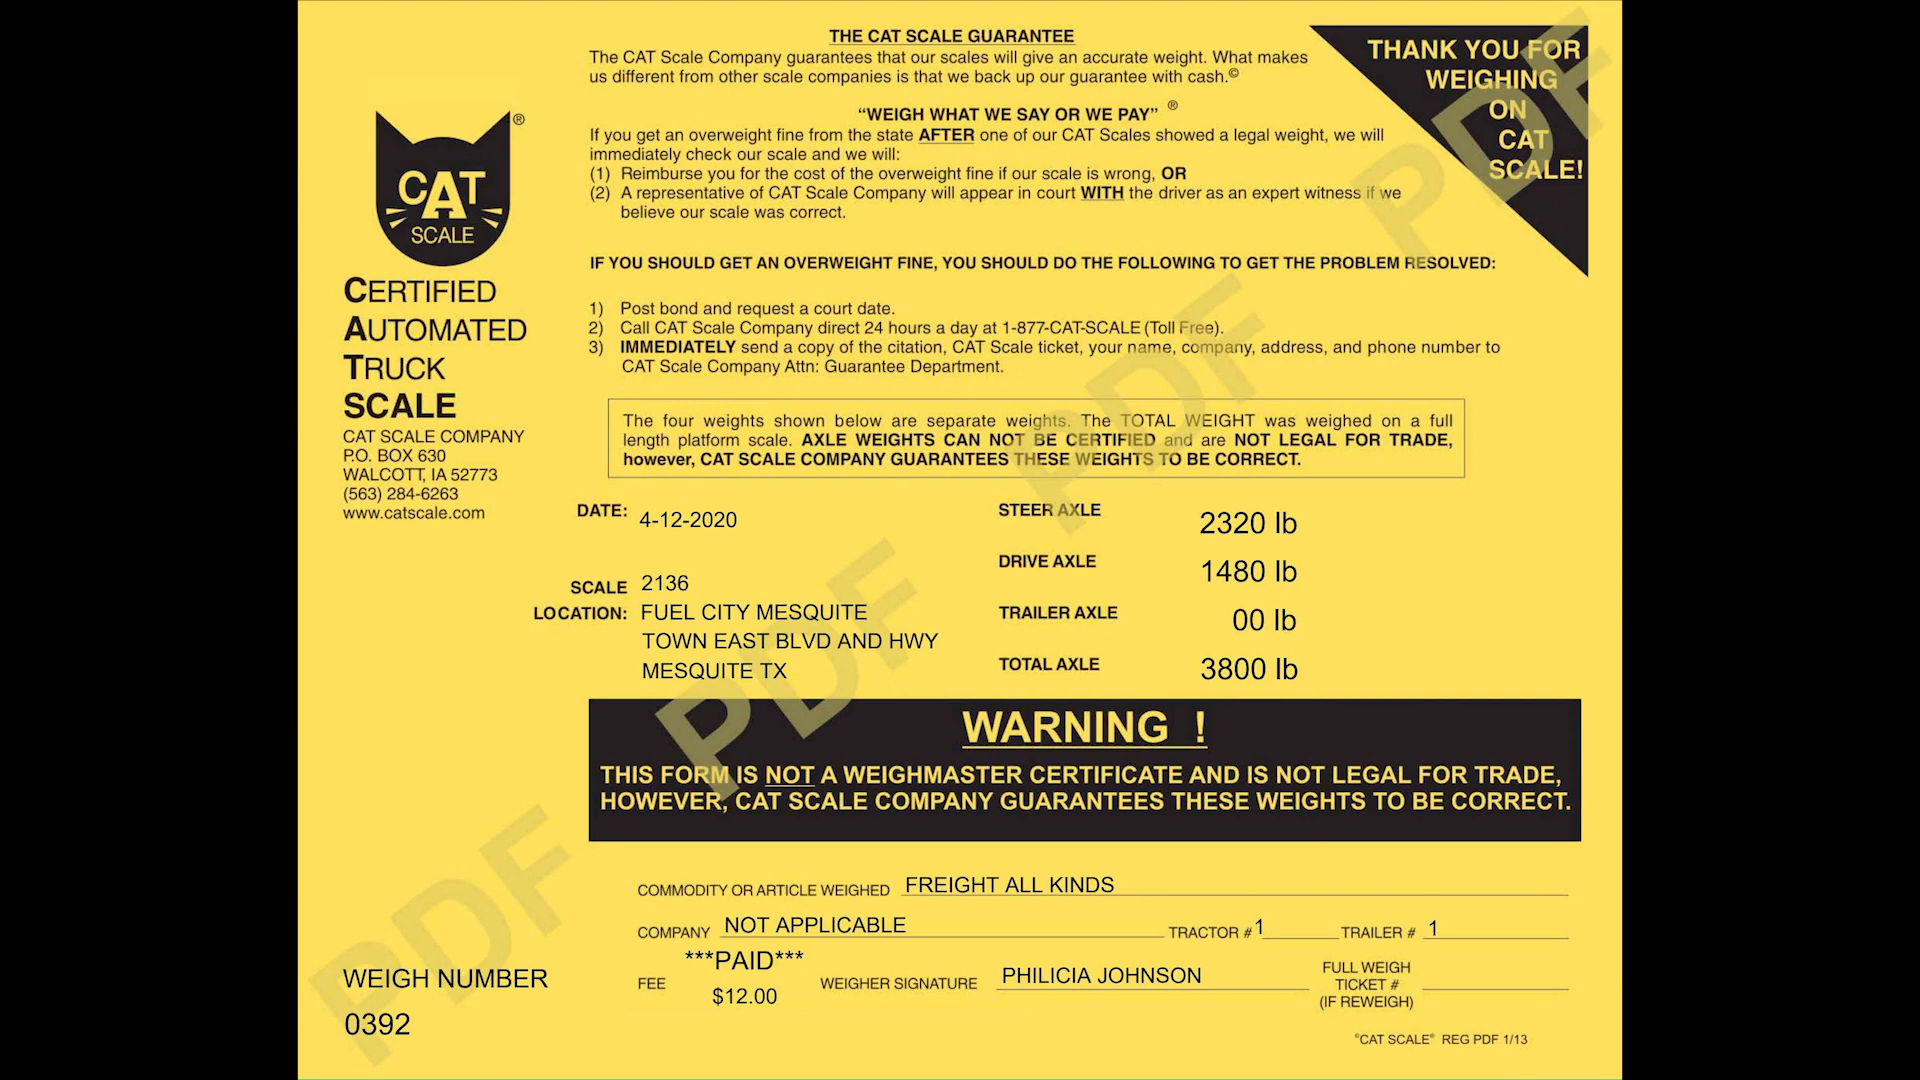 THE CAT SCALE GUARANTEE
The CAT Scale Company guarantees that our scales will give an accurate weight. What makes
us different from other scale companies is that we back up our guarantee with cash.©
"WEIGH WHAT WE SAY OR WE PAY" ®
If you get an overweight fine from the state AFTER one of our CAT Scales showed a legal weight, we will
immediately check our scale and we will:
(1) Reimburse you for the cost of the overweight fine if our scale is wrong, OR
(2) A representative of CAT Scale Company will appear in court WITH the driver as an expert witness if we
believe our scale was correct.
THANK YOU FOR
WEIGHING
ON
CAT
SCALE!
CAT
SCALE
®
CERTIFIED
AUTOMATED
TRUCK
SCALE
CAT SCALE COMPANY
P.O. BOX 630
WALCOTT, IA 52773
(563) 284-6263
www.catscale.com
IF YOU SHOULD GET AN OVERWEIGHT FINE, YOU SHOULD DO THE FOLLOWING TO GET THE PROBLEM RESOLVED:
1) Post bond and request a court date.
2) Call CAT Scale Company direct 24 hours a day at 1-877-CAT-SCALE (Toll Free).
3) IMMEDIATELY send a copy of the citation, CAT Scale ticket, your name, company, address, and phone number to
CAT Scale Company Attn: Guarantee Department.
The four weights shown below are separate weights. The TOTAL WEIGHT was weighed on a full
length platform scale. AXLE WEIGHTS CAN NOT BE CERTIFIED and are NOT LEGAL FOR TRADE,
however, CAT SCALE COMPANY GUARANTEES THESE WEIGHTS TO BE CORRECT.
DATE: 4-12-2020
SCALE 2136
LOCATION: FUEL CITY MESQUITE
TOWN EAST BLVD AND HWY
MESQUITE TX
STEER AXLE 2320 lb
DRIVE AXLE 1480 lb
TRAILER AXLE 00 lb
TOTAL AXLE 3800 lb
WARNING !
THIS FORM IS NOT A WEIGHMASTER CERTIFICATE AND IS NOT LEGAL FOR TRADE,
HOWEVER, CAT SCALE COMPANY GUARANTEES THESE WEIGHTS TO BE CORRECT.
COMMODITY OR ARTICLE WEIGHED FREIGHT ALL KINDS
COMPANY NOT APPLICABLE TRACTOR # 1 TRAILER # 1
***PAID***
FEE $12.00
WEIGHER SIGNATURE PHILICIA JOHNSON
FULL WEIGH
TICKET #
(IF REWEIGH)
WEIGH NUMBER
0392
©CAT SCALE® REG PDF 1/13
PDF
PDF
PDF
PDF